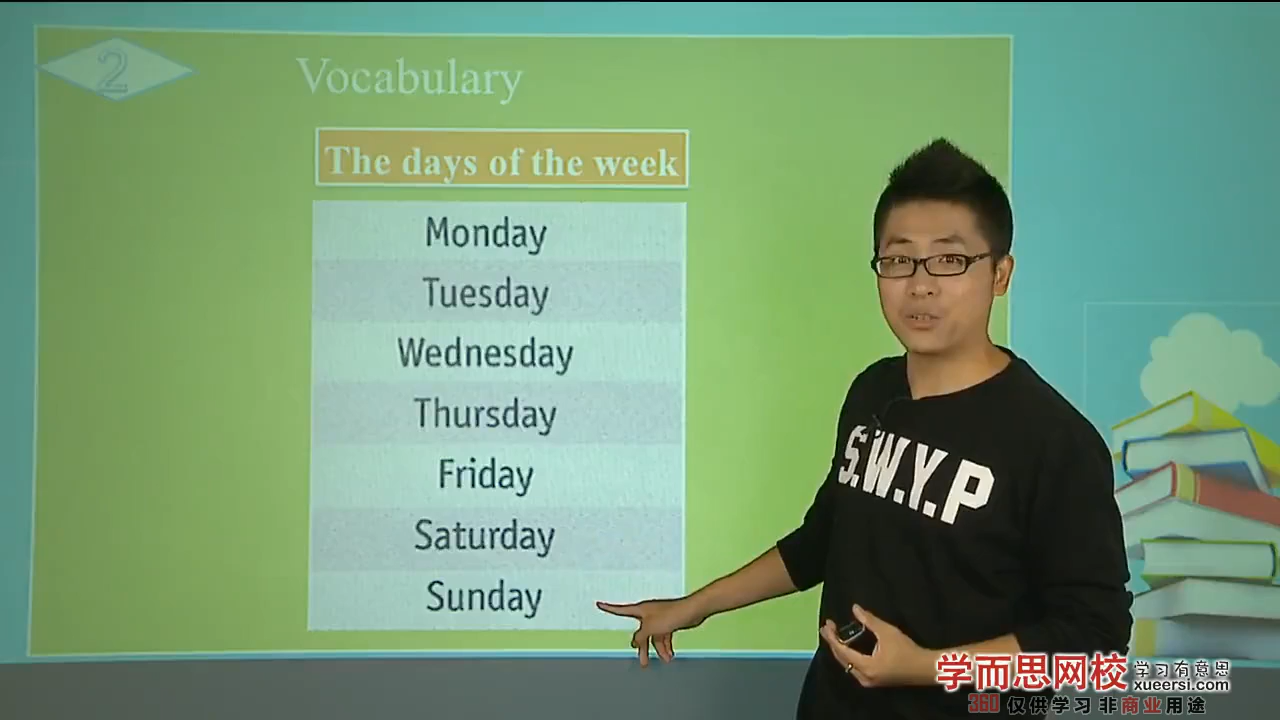 2
Vocabulary
The days of the week
Monday
Tuesday
Wednesday
Thursday
Friday
Saturday
Sunday
S.W.Y.P
学而思网校 学习有意思
xueersi.com
360 仅供学习 非商业用途